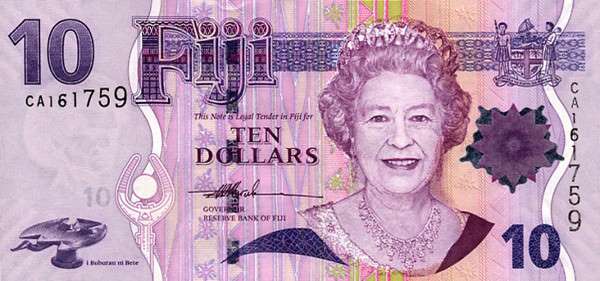 10
Fiji
CA161759
This Note is Legal Tender in Fiji for
TEN
DOLLARS
GOVERNOR
RESERVE BANK OF FIJI
10
i Buburau ni Bete
CA161759
10